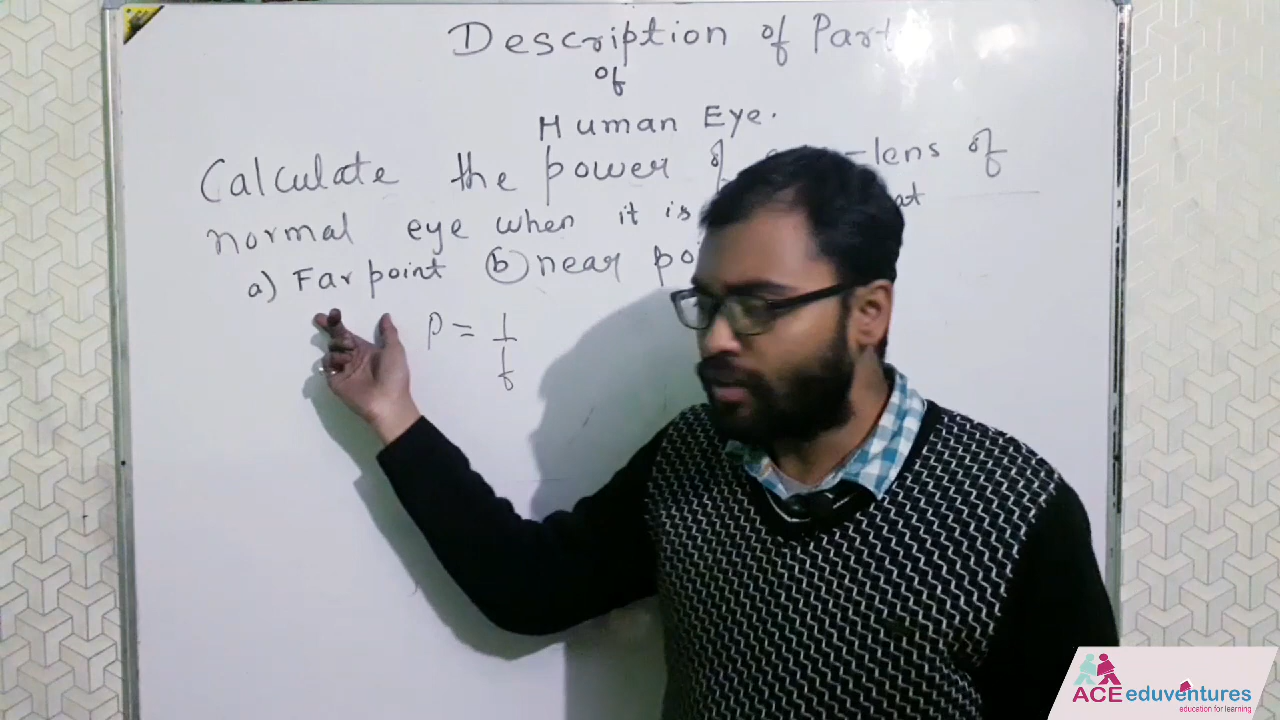 Description of Part
of
Human Eye.
Calculate the power of -lens of
normal eye when it is at
a) Far point (b) near po
P = 1
f
ACE eduventures
education for learning